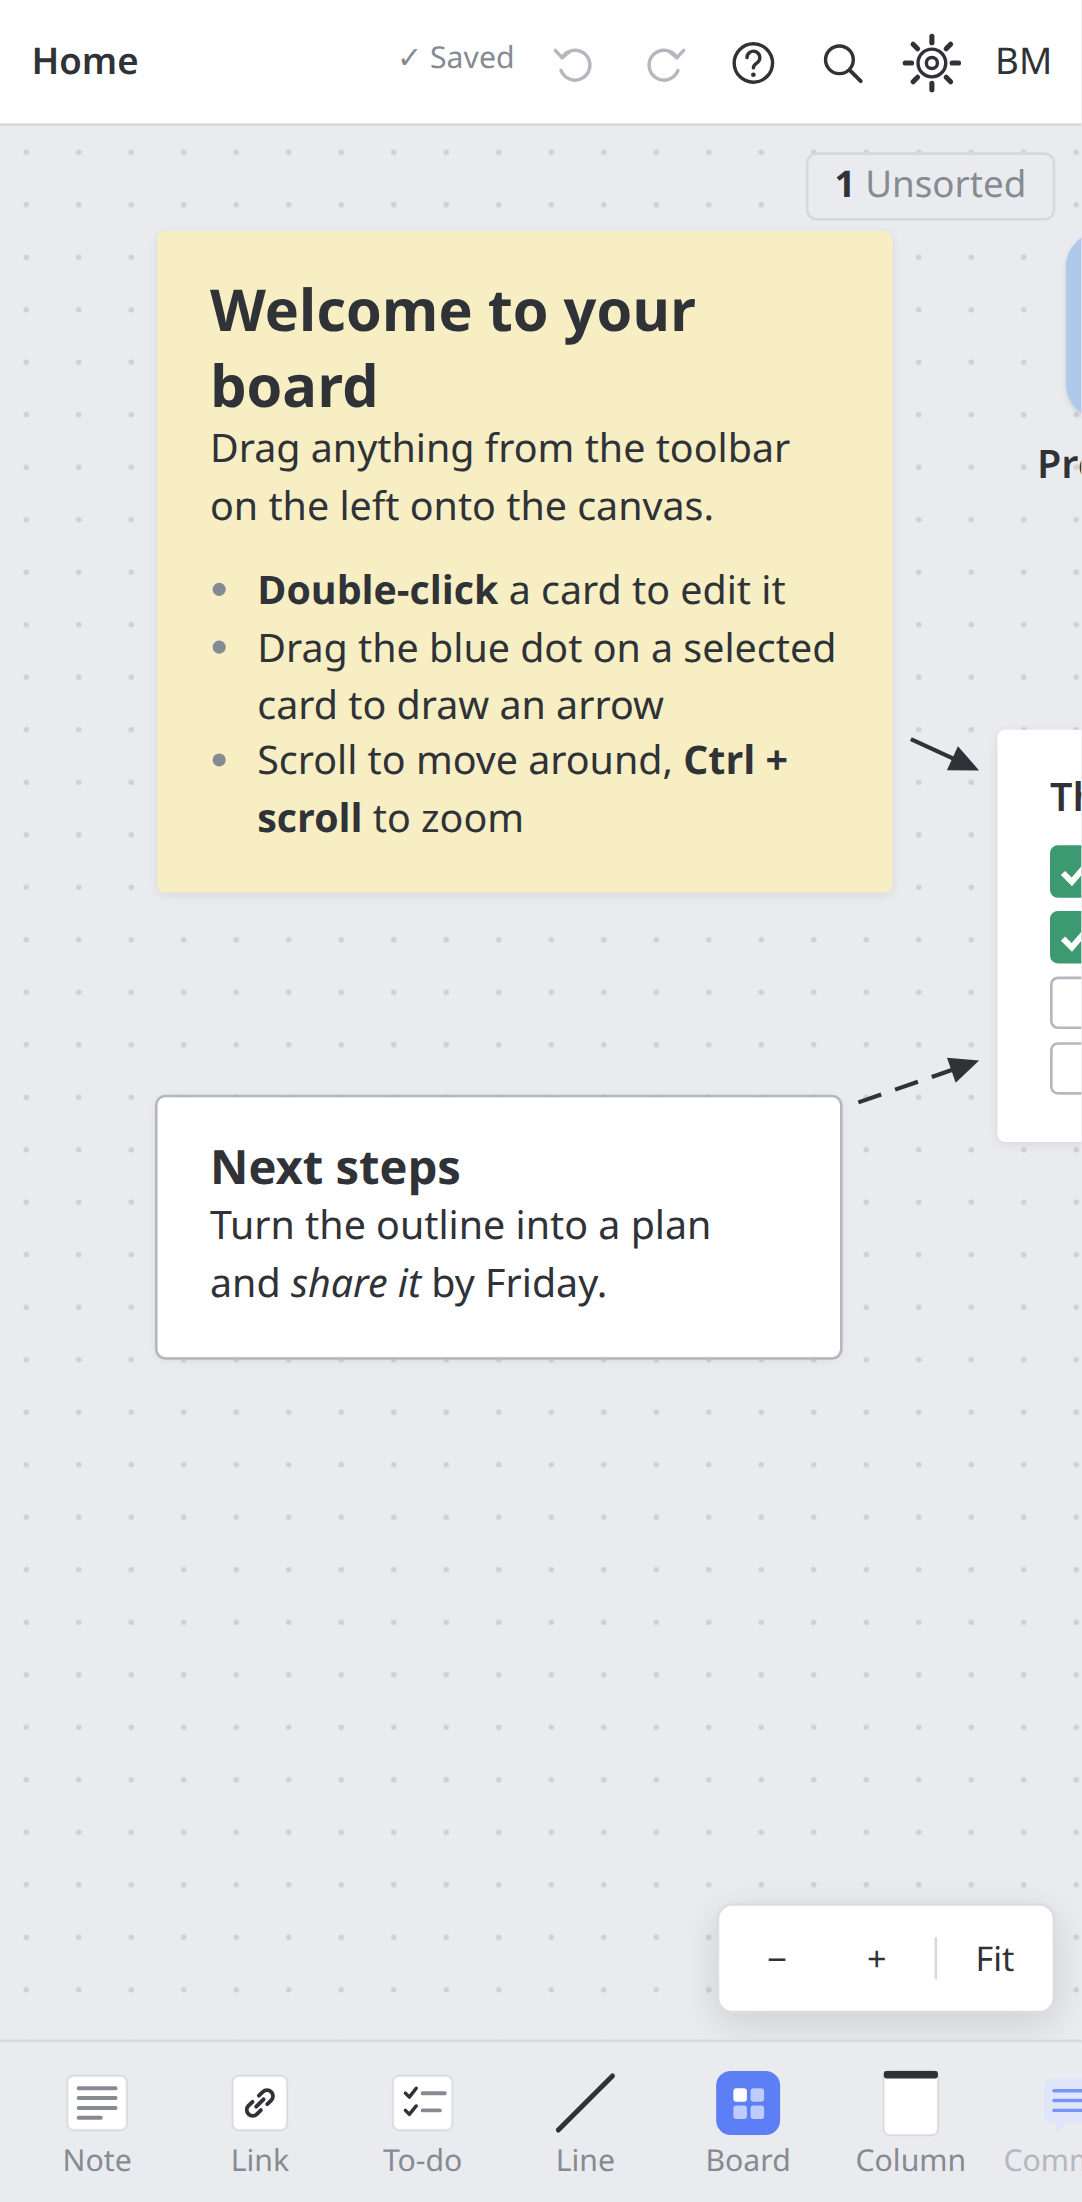 Home
✓ Saved
BM
1 Unsorted
Welcome to your
board
Drag anything from the toolbar
on the left onto the canvas.
• Double-click a card to edit it
• Drag the blue dot on a selected
card to draw an arrow
• Scroll to move around, Ctrl +
scroll to zoom
Next steps
Turn the outline into a plan
and share it by Friday.
− + Fit
Note
Link
To-do
Line
Board
Column